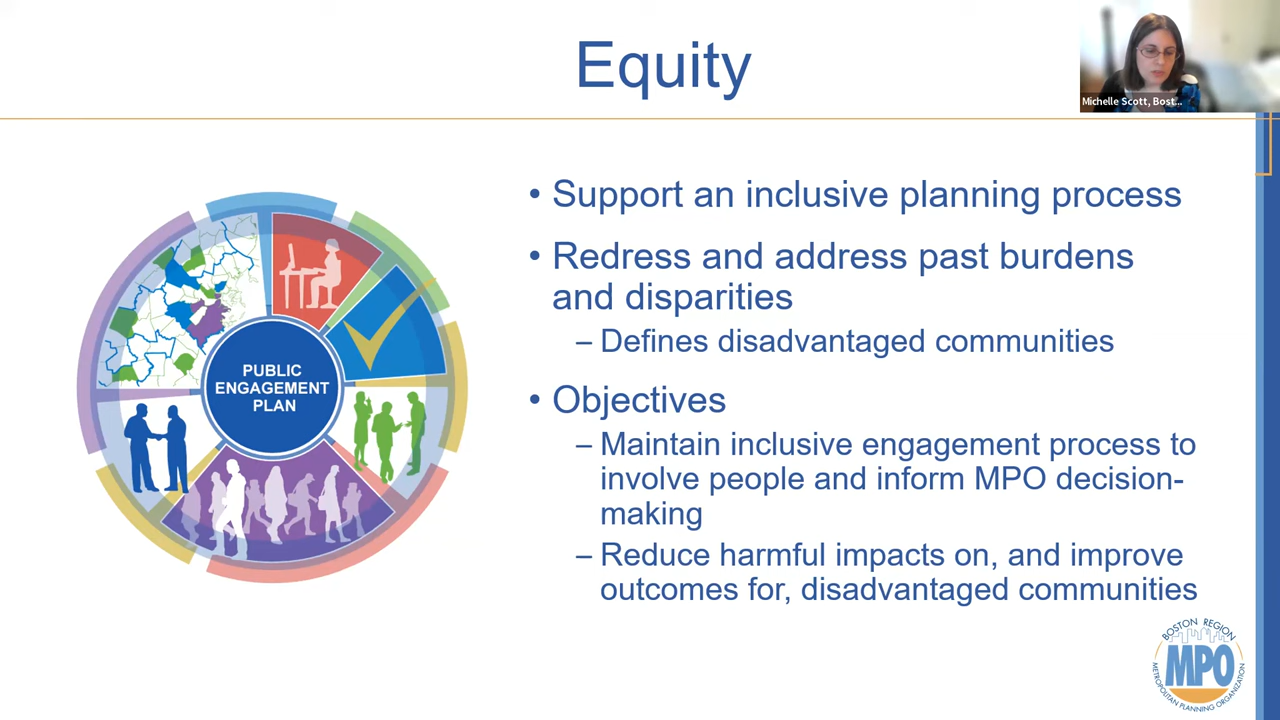 Equity
Michelle Scott, Bost...
• Support an inclusive planning process
• Redress and address past burdens
and disparities
– Defines disadvantaged communities
• Objectives
– Maintain inclusive engagement process to
involve people and inform MPO decision-
making
– Reduce harmful impacts on, and improve
outcomes for, disadvantaged communities
PUBLIC
ENGAGEMENT
PLAN
BOSTON REGION
MPO
METROPOLITAN PLANNING ORGANIZATION